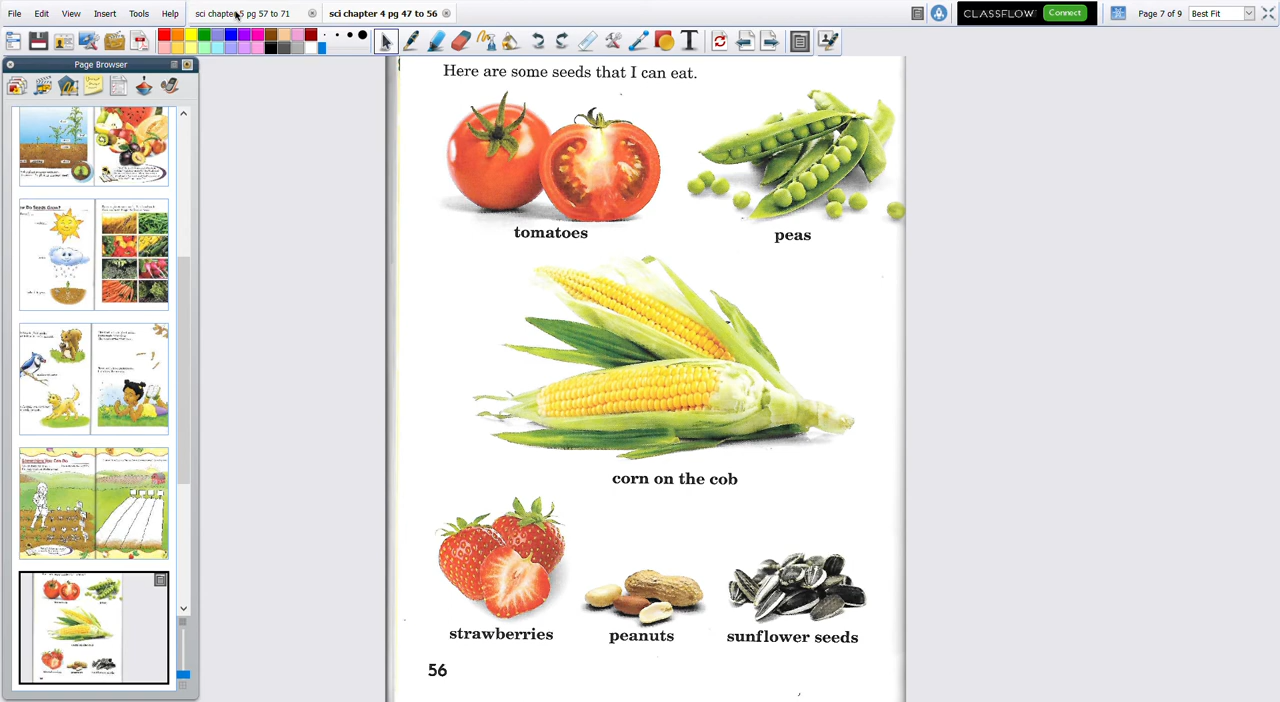 File Edit View Insert Tools Help
sci chapter 5 pg 57 to 71
sci chapter 4 pg 47 to 56
CLASSFLOW Connect
Page 7 of 9
Best Fit
Page Browser
Here are some seeds that I can eat.
tomatoes
peas
corn on the cob
strawberries
peanuts
sunflower seeds
56